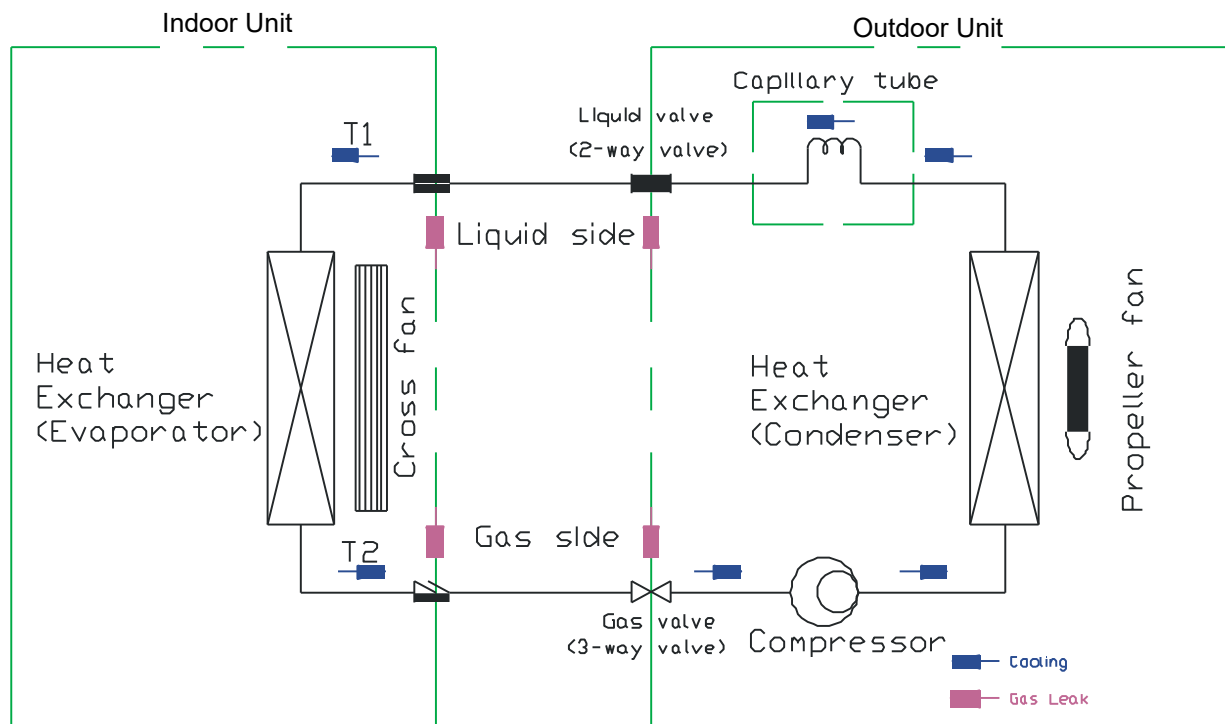 Indoor Unit
Outdoor Unit
Capillary tube
T1
Liquid valve
(2-way valve)
Liquid side
Heat
Exchanger
(Evaporator)
Cross fan
Heat
Exchanger
(Condenser)
Propeller fan
Gas side
T2
Gas valve
(3-way valve)
Compressor
Cooling
Gas Leak